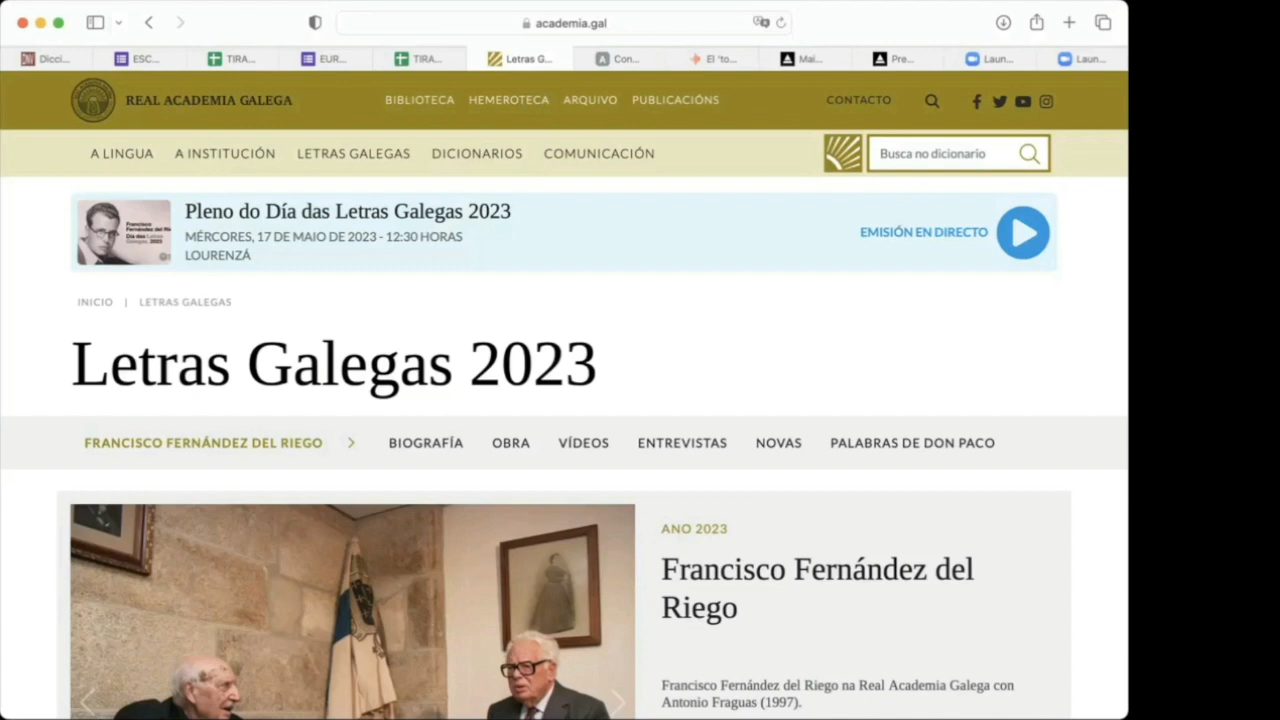 academia.gal
Dicci...
ESC...
TIRA...
EUR...
TIRA...
Letras G...
Con...
El 'to...
Mai...
Pre...
Laun...
Laun...
REAL ACADEMIA GALEGA
BIBLIOTECA HEMEROTECA ARQUIVO PUBLICACIÓNS
CONTACTO
A LINGUA A INSTITUCIÓN LETRAS GALEGAS DICIONARIOS COMUNICACIÓN
Busca no dicionario
Pleno do Día das Letras Galegas 2023
MÉRCORES, 17 DE MAIO DE 2023 - 12:30 HORAS
LOURENZÁ
EMISIÓN EN DIRECTO
INICIO | LETRAS GALEGAS
Letras Galegas 2023
FRANCISCO FERNÁNDEZ DEL RIEGO > BIOGRAFÍA OBRA VÍDEOS ENTREVISTAS NOVAS PALABRAS DE DON PACO
ANO 2023
Francisco Fernández del
Riego
Francisco Fernández del Riego na Real Academia Galega con
Antonio Fraguas (1997).